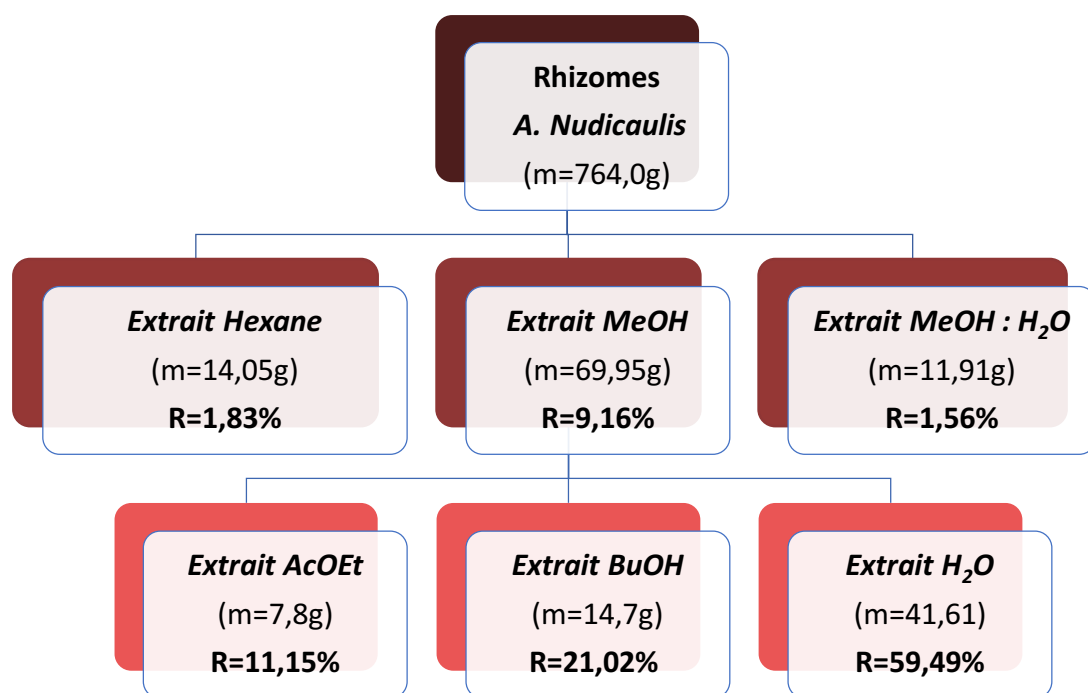 Rhizomes
A. Nudicaulis
(m=764,0g)
Extrait Hexane
(m=14,05g)
R=1,83%
Extrait MeOH
(m=69,95g)
R=9,16%
Extrait MeOH : H₂O
(m=11,91g)
R=1,56%
Extrait AcOEt
(m=7,8g)
R=11,15%
Extrait BuOH
(m=14,7g)
R=21,02%
Extrait H₂O
(m=41,61)
R=59,49%